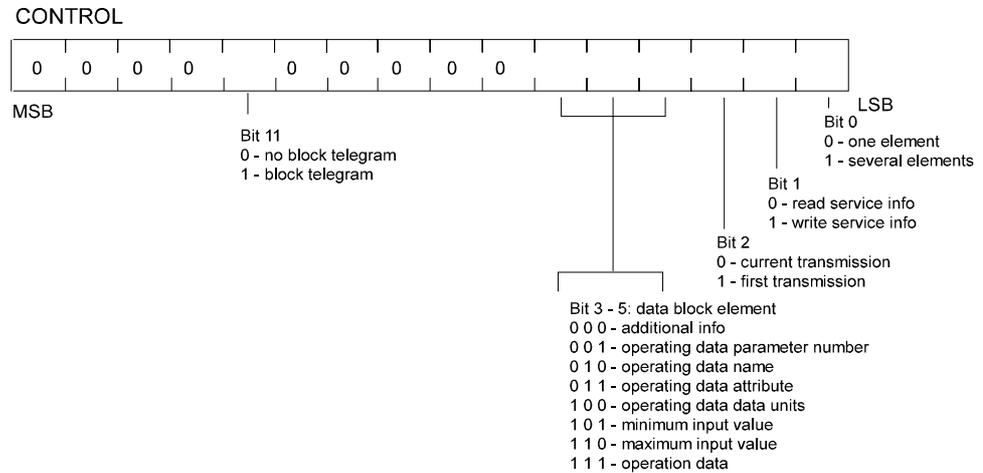 CONTROL
0 0 0 0 0 0 0 0 0
MSB
LSB
Bit 11
0 - no block telegram
1 - block telegram
Bit 0
0 - one element
1 - several elements
Bit 1
0 - read service info
1 - write service info
Bit 2
0 - current transmission
1 - first transmission
Bit 3 - 5: data block element
0 0 0 - additional info
0 0 1 - operating data parameter number
0 1 0 - operating data name
0 1 1 - operating data attribute
1 0 0 - operating data data units
1 0 1 - minimum input value
1 1 0 - maximum input value
1 1 1 - operation data